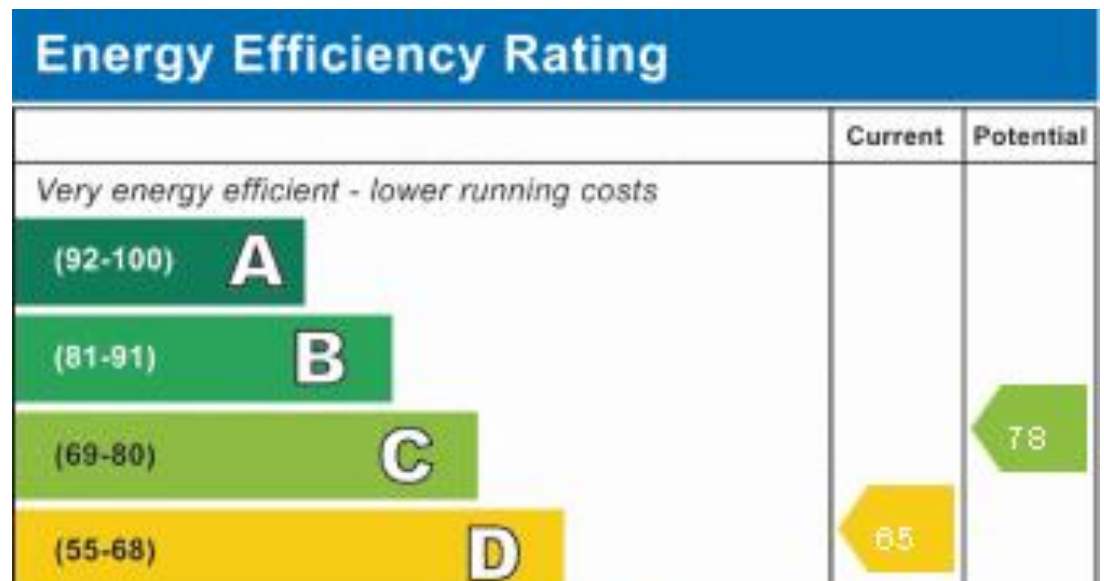 Energy Efficiency Rating
Current Potential
Very energy efficient - lower running costs
(92-100) A
(81-91) B
(69-80) C
78
(55-68) D
65